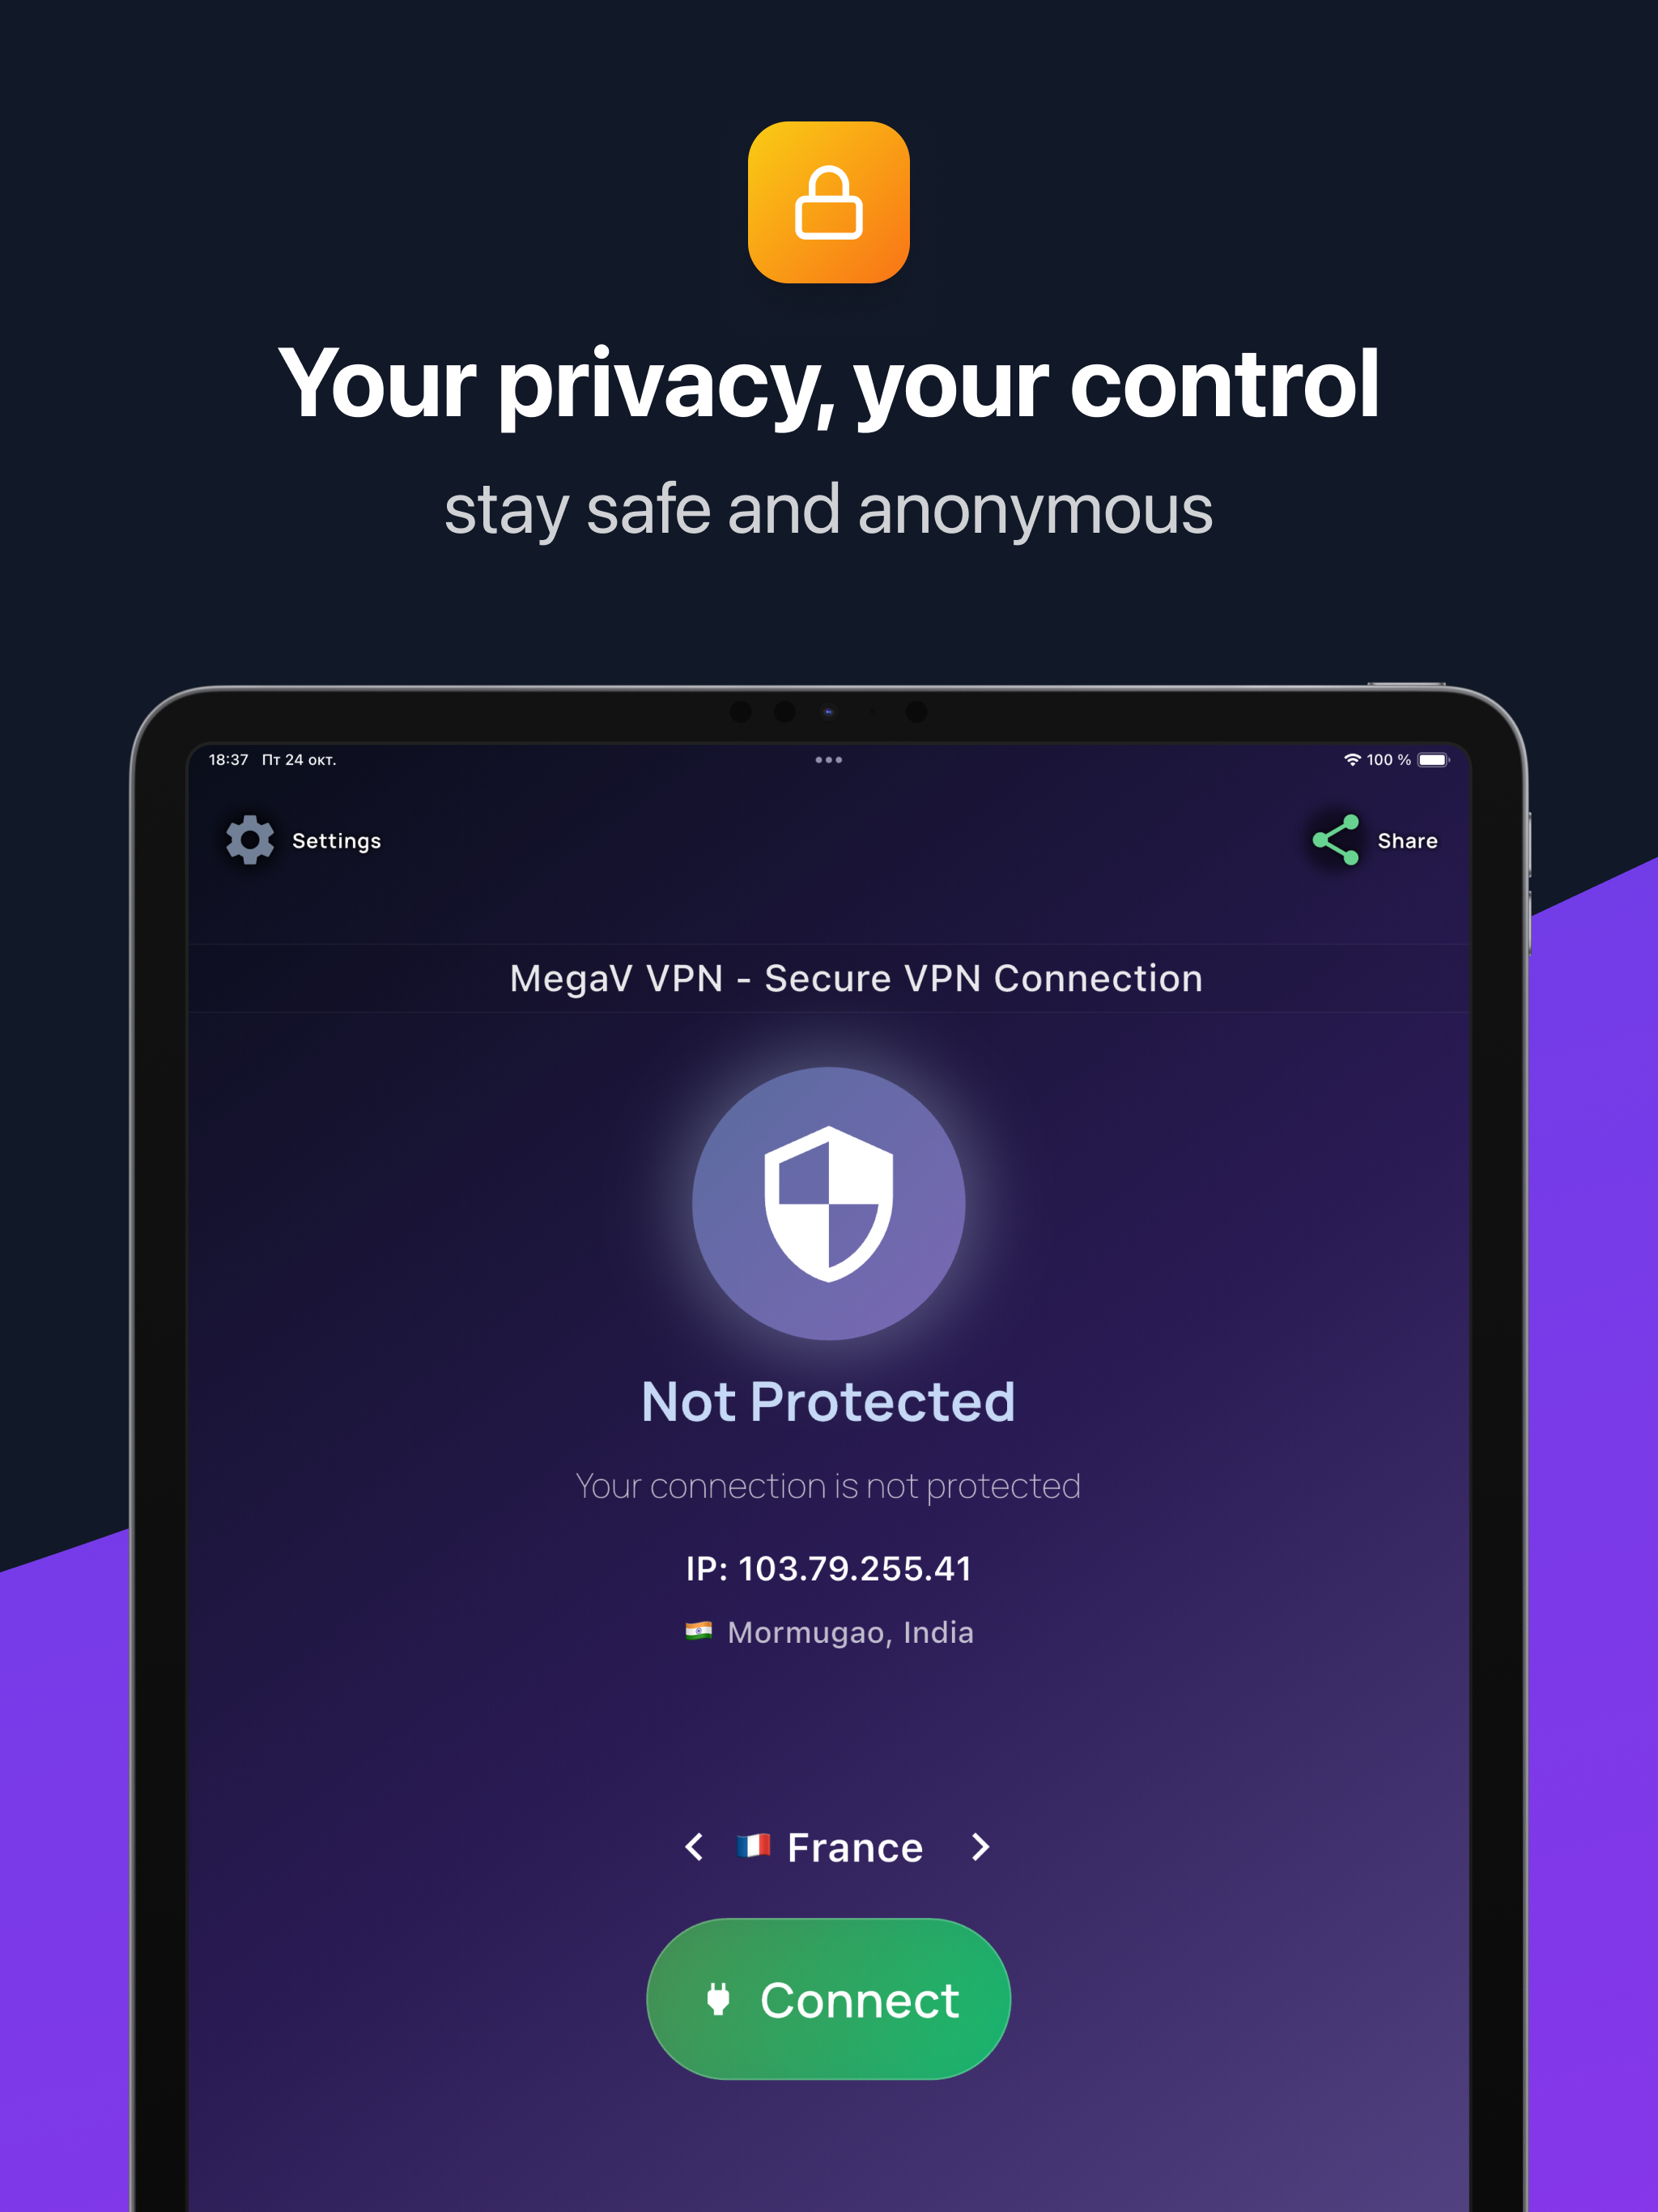 Your privacy, your control
stay safe and anonymous
18:37 Пт 24 окт.
100 %
Settings
Share
MegaV VPN - Secure VPN Connection
Not Protected
Your connection is not protected
IP: 103.79.255.41
Mormugao, India
France
Connect